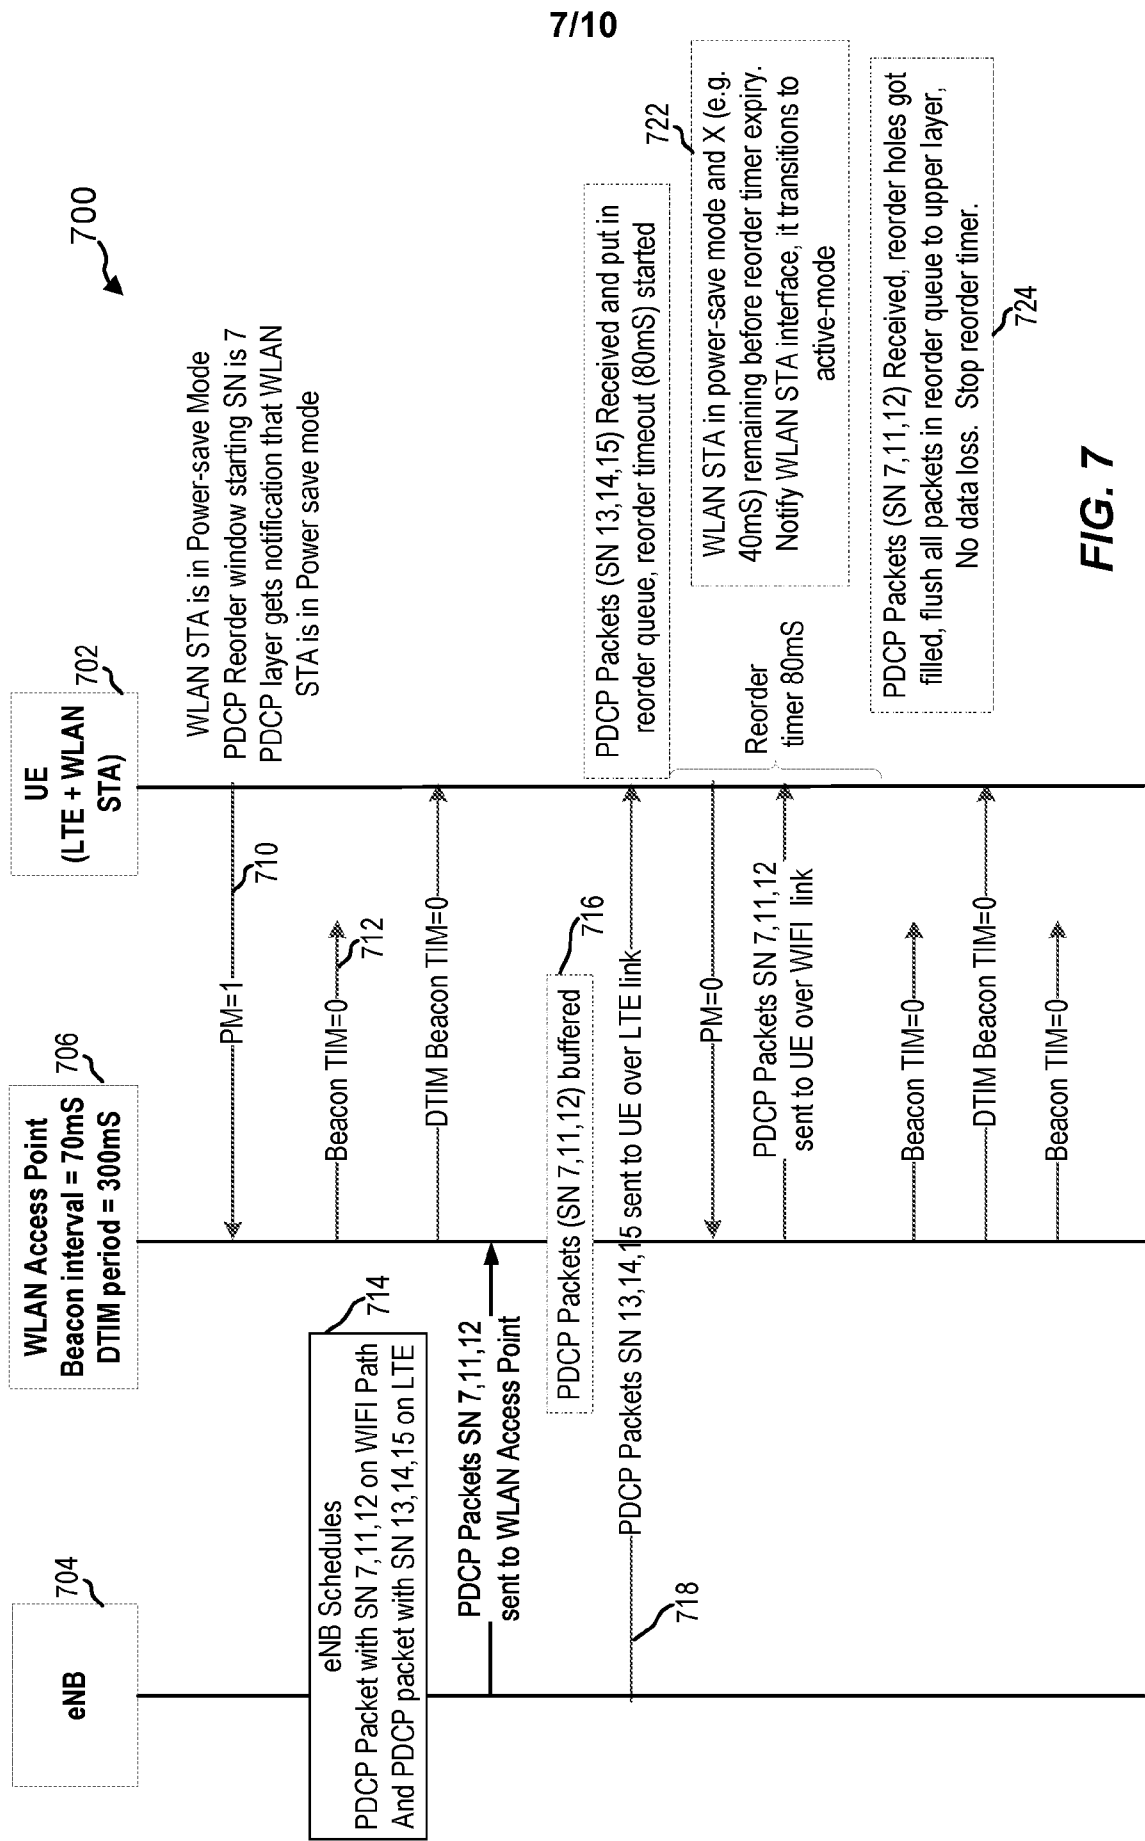 7/10
700
eNB
704
WLAN Access Point
Beacon interval = 70mS
DTIM period = 300mS
706
UE
(LTE + WLAN
STA)
702
WLAN STA is in Power-save Mode
PDCP Reorder window starting SN is 7
PDCP layer gets notification that WLAN
STA is in Power save mode
PM=1
710
eNB Schedules
PDCP Packet with SN 7,11,12 on WIFI Path
And PDCP packet with SN 13,14,15 on LTE
714
Beacon TIM=0
712
DTIM Beacon TIM=0
PDCP Packets SN 7,11,12
sent to WLAN Access Point
PDCP Packets (SN 7,11,12) buffered
716
PDCP Packets SN 13,14,15 sent to UE over LTE link
718
PDCP Packets (SN 13,14,15) Received and put in
reorder queue, reorder timeout (80mS) started
PM=0
722
WLAN STA in power-save mode and X (e.g.
40mS) remaining before reorder timer expiry.
Notify WLAN STA interface, it transitions to
active-mode
Reorder
timer 80mS
PDCP Packets SN 7,11,12
sent to UE over WIFI link
PDCP Packets (SN 7,11,12) Received, reorder holes got
filled, flush all packets in reorder queue to upper layer,
No data loss. Stop reorder timer.
724
Beacon TIM=0
DTIM Beacon TIM=0
Beacon TIM=0
FIG. 7